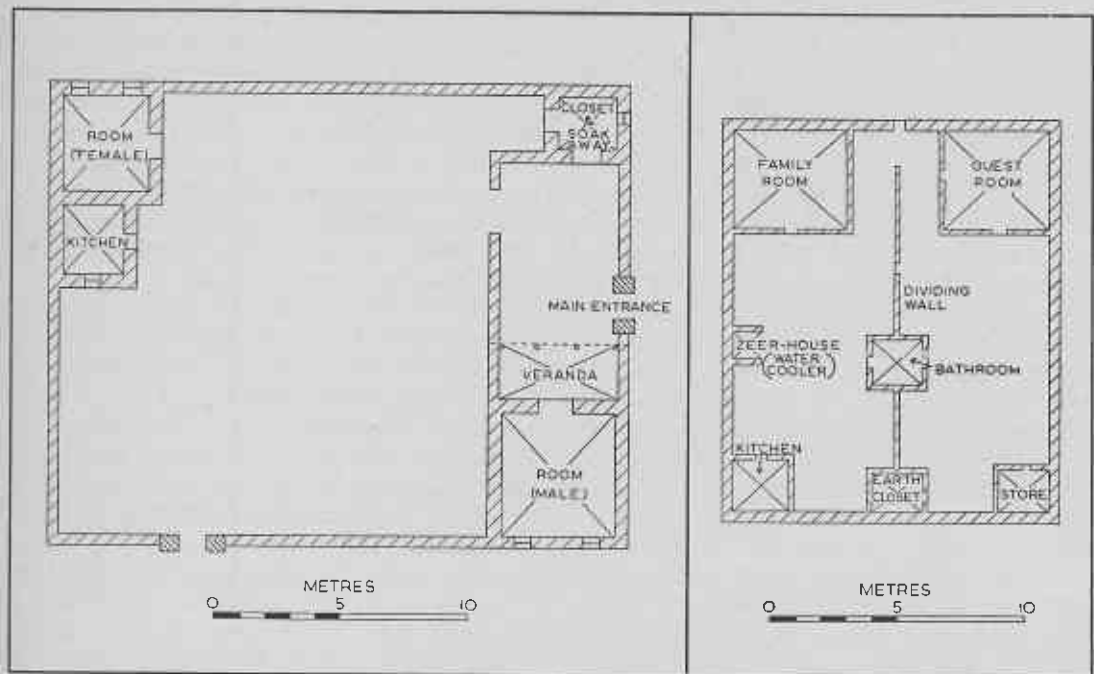 ROOM
(FEMALE)
KITCHEN
CLOSET
&
SOAK
AWAY
MAIN ENTRANCE
VERANDA
ROOM
(MALE)
METRES
0 5 10
FAMILY
ROOM
GUEST
ROOM
DIVIDING
WALL
ZEER-HOUSE
(WATER
COOLER)
BATHROOM
KITCHEN
EARTH
CLOSET
STORE
METRES
0 5 10